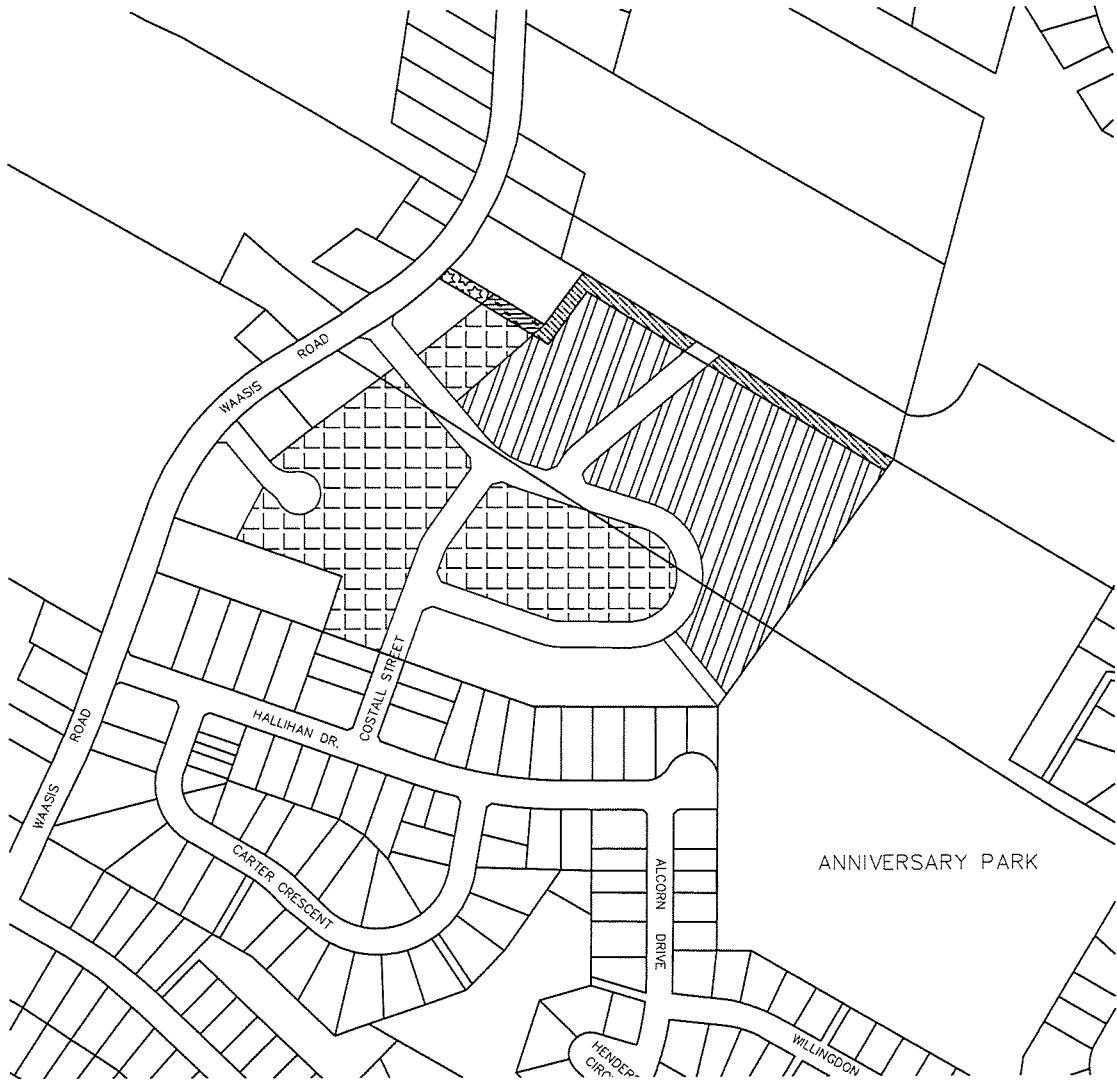 WAASIS ROAD
COSTALL STREET
HALLIHAN DR.
WAASIS ROAD
CARTER CRESCENT
ANNIVERSARY PARK
ALCORN DRIVE
WILLINGDON